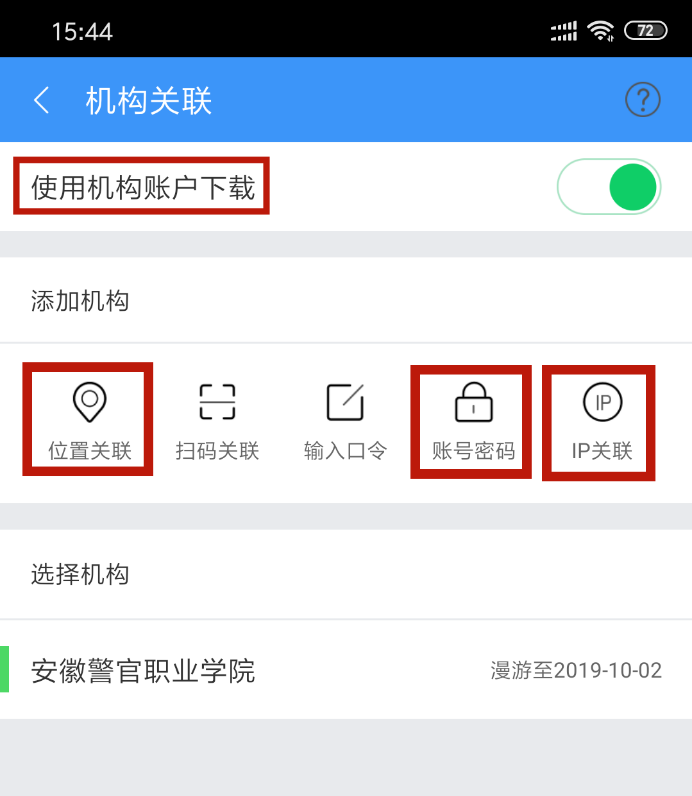 15:44
72
机构关联
?
使用机构账户下载
添加机构
IP
位置关联 扫码关联 输入口令 账号密码 IP关联
选择机构
安徽警官职业学院 漫游至2019-10-02